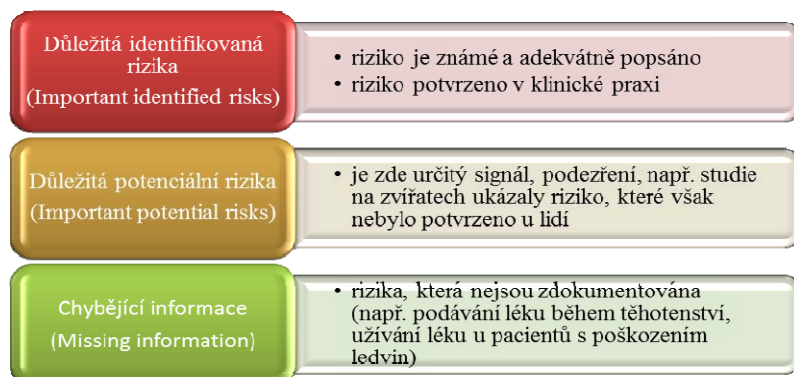 Důležitá identifikovaná
rizika
(Important identified risks)
• riziko je známé a adekvátně popsáno
• riziko potvrzeno v klinické praxi
Důležitá potenciální rizika
(Important potential risks)
• je zde určitý signál, podezření, např. studie
na zvířatech ukázaly riziko, které však
nebylo potvrzeno u lidí
Chybějící informace
(Missing information)
• rizika, která nejsou zdokumentována
(např. podávání léku během těhotenství,
užívání léku u pacientů s poškozením
ledvin)